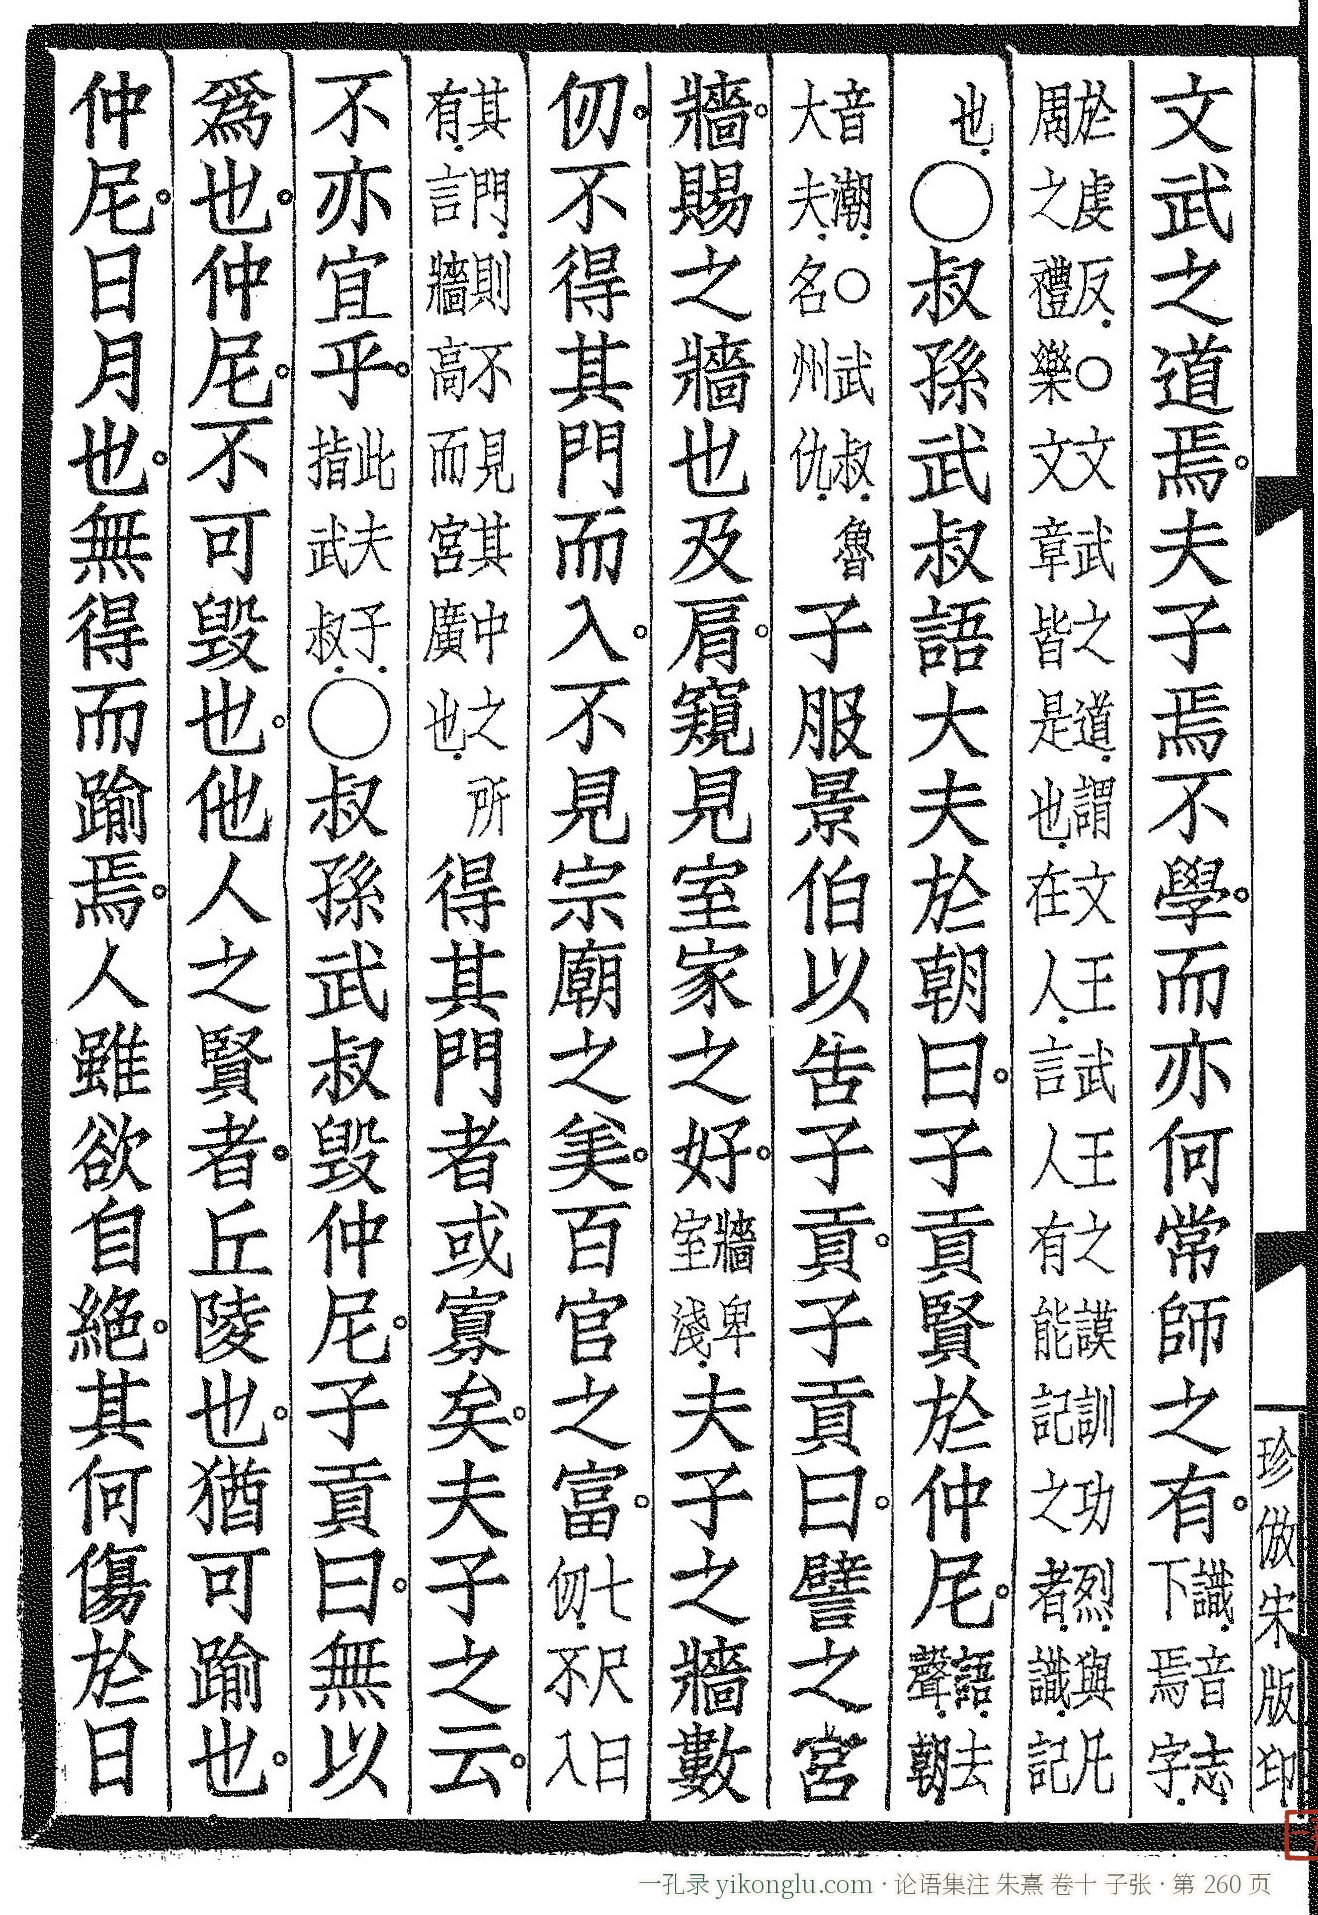 珍倣宋版印
文武之道焉。夫子焉不學。而亦何常師之有。識.音志.下焉字.
於虔反.○文武之道.謂文王武王之謨訓功烈.與凡周之禮樂文章皆是也.在人.言人有能記之者.識記
也.○叔孫武叔語大夫於朝曰。子貢賢於仲尼。語.去聲.朝.
音潮.○武叔.魯大夫.名州仇.子服景伯以告子貢。子貢曰。譬之宮
牆。賜之牆也及肩。窺見室家之好。牆卑室淺.夫子之牆數
仞。不得其門而入。不見宗廟之美。百官之富。七尺曰仞.不入
其門.則不見其中之所有.言牆高而宮廣也.得其門者或寡矣。夫子之云。
不亦宜乎。此夫子.指武叔.○叔孫武叔毀仲尼。子貢曰。無以
爲也。仲尼。不可毀也。他人之賢者。丘陵也。猶可踰也。
仲尼。日月也。無得而踰焉。人雖欲自絕。其何傷於日
一孔录 yikonglu.com · 论语集注 朱熹 卷十 子张 · 第 260 页